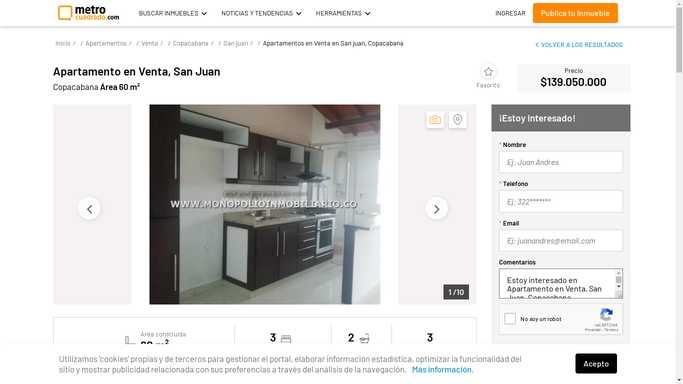 metro
cuadrado.com
BUSCAR INMUEBLES
NOTICIAS Y TENDENCIAS
HERRAMIENTAS
INGRESAR
Publica tu Inmueble
Inicio / / Apartamentos / / Venta / / Copacabana / / San juan / / Apartamentos en Venta en San juan, Copacabana
VOLVER A LOS RESULTADOS
Apartamento en Venta, San Juan
Copacabana Área 60 m²
Favorito
Precio
$139.050.000
WWW.MONOPOLIOINMOBILIARIO.CO
1 /10
¡Estoy Interesado!
* Nombre
Ej: Juan Andres
* Teléfono
Ej: 322*******
* Email
Ej: juanandres@email.com
Comentarios
Estoy interesado en
Apartamento en Venta, San
Juan, Copacabana
No soy un robot
reCAPTCHA
Privacidad - Términos
Área construida
60 m²
3
2
3
Utilizamos 'cookies' propias y de terceros para gestionar el portal, elaborar información estadística, optimizar la funcionalidad del
sitio y mostrar publicidad relacionada con sus preferencias a través del análisis de la navegación. Más información.
Acepto